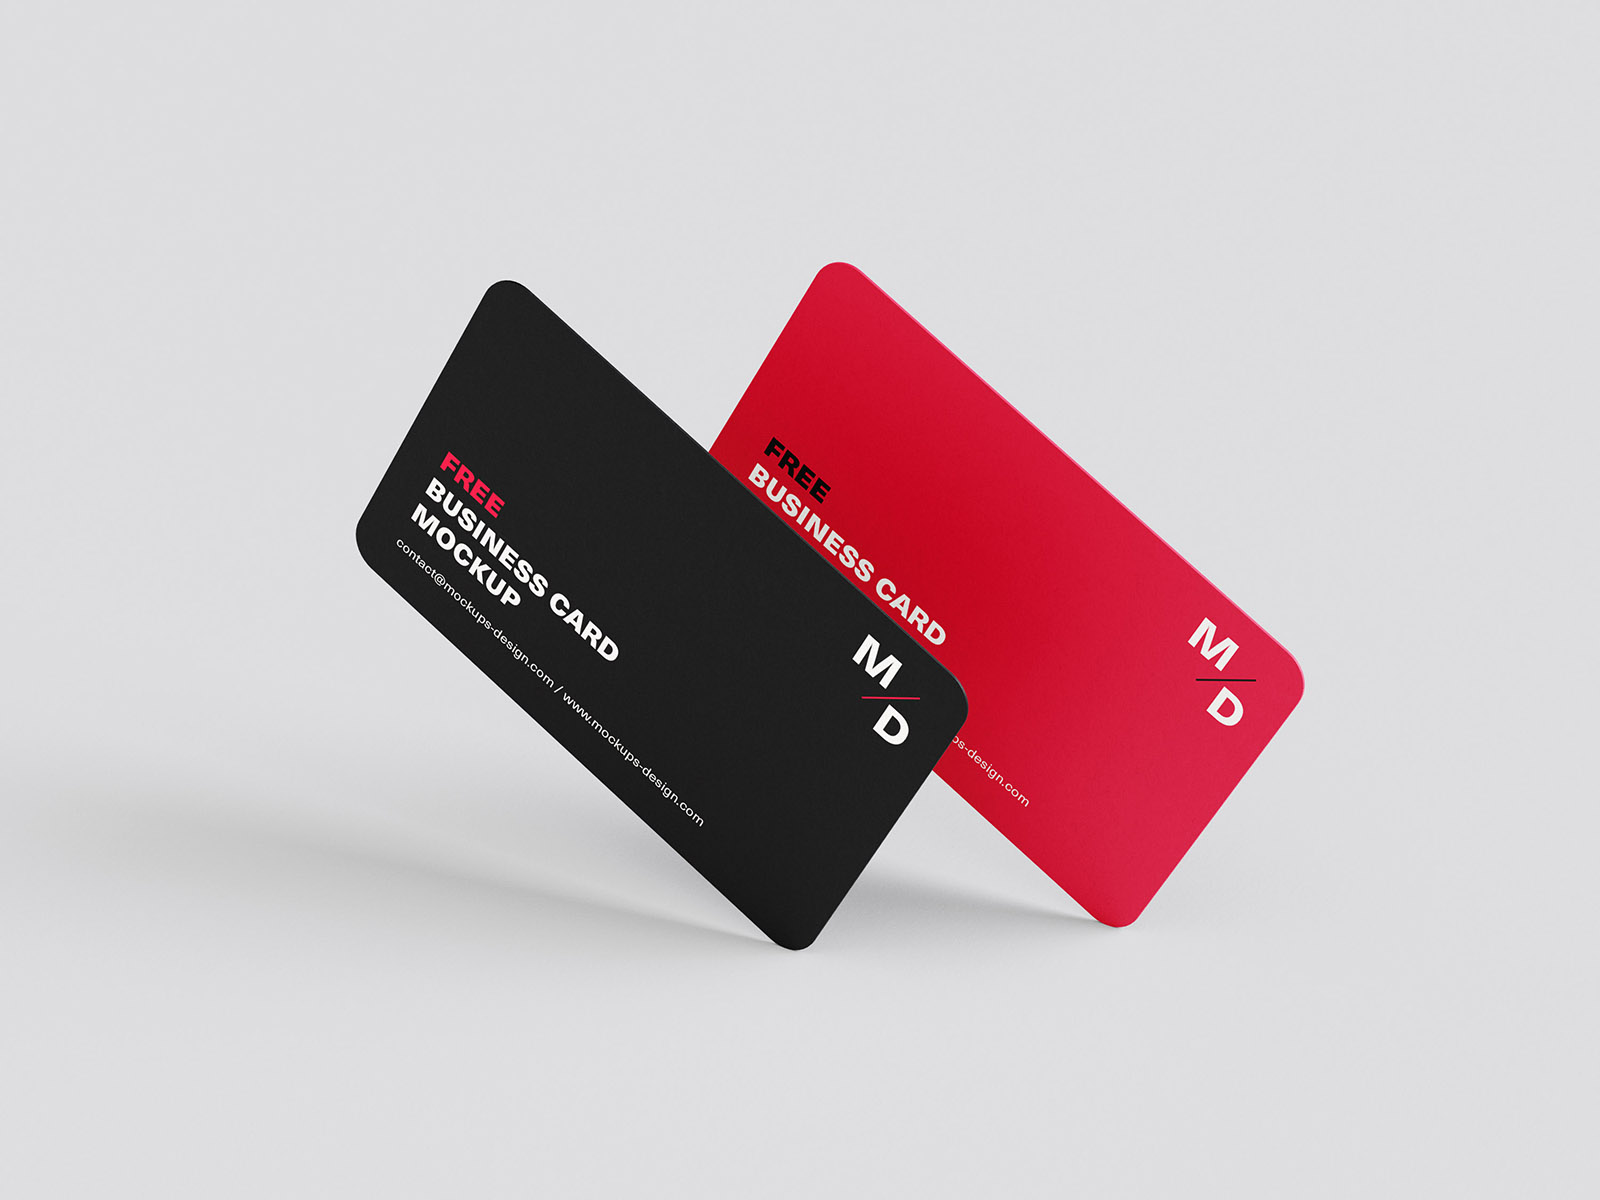 FREE
BUSINESS CARD
MOCKUP
contact@mockups-design.com / www.mockups-design.com
M
D
FREE
BUSINESS CARD
ps-design.com
M
D